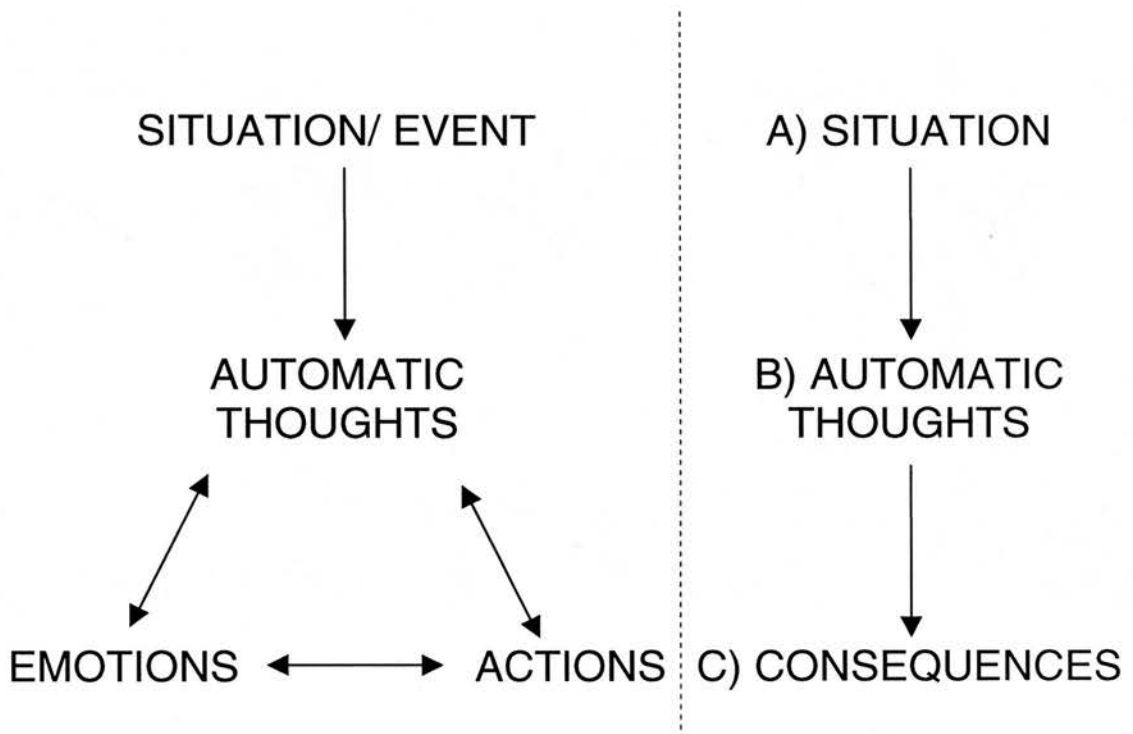 SITUATION/ EVENT
AUTOMATIC
THOUGHTS
EMOTIONS
ACTIONS
A) SITUATION
B) AUTOMATIC
THOUGHTS
C) CONSEQUENCES